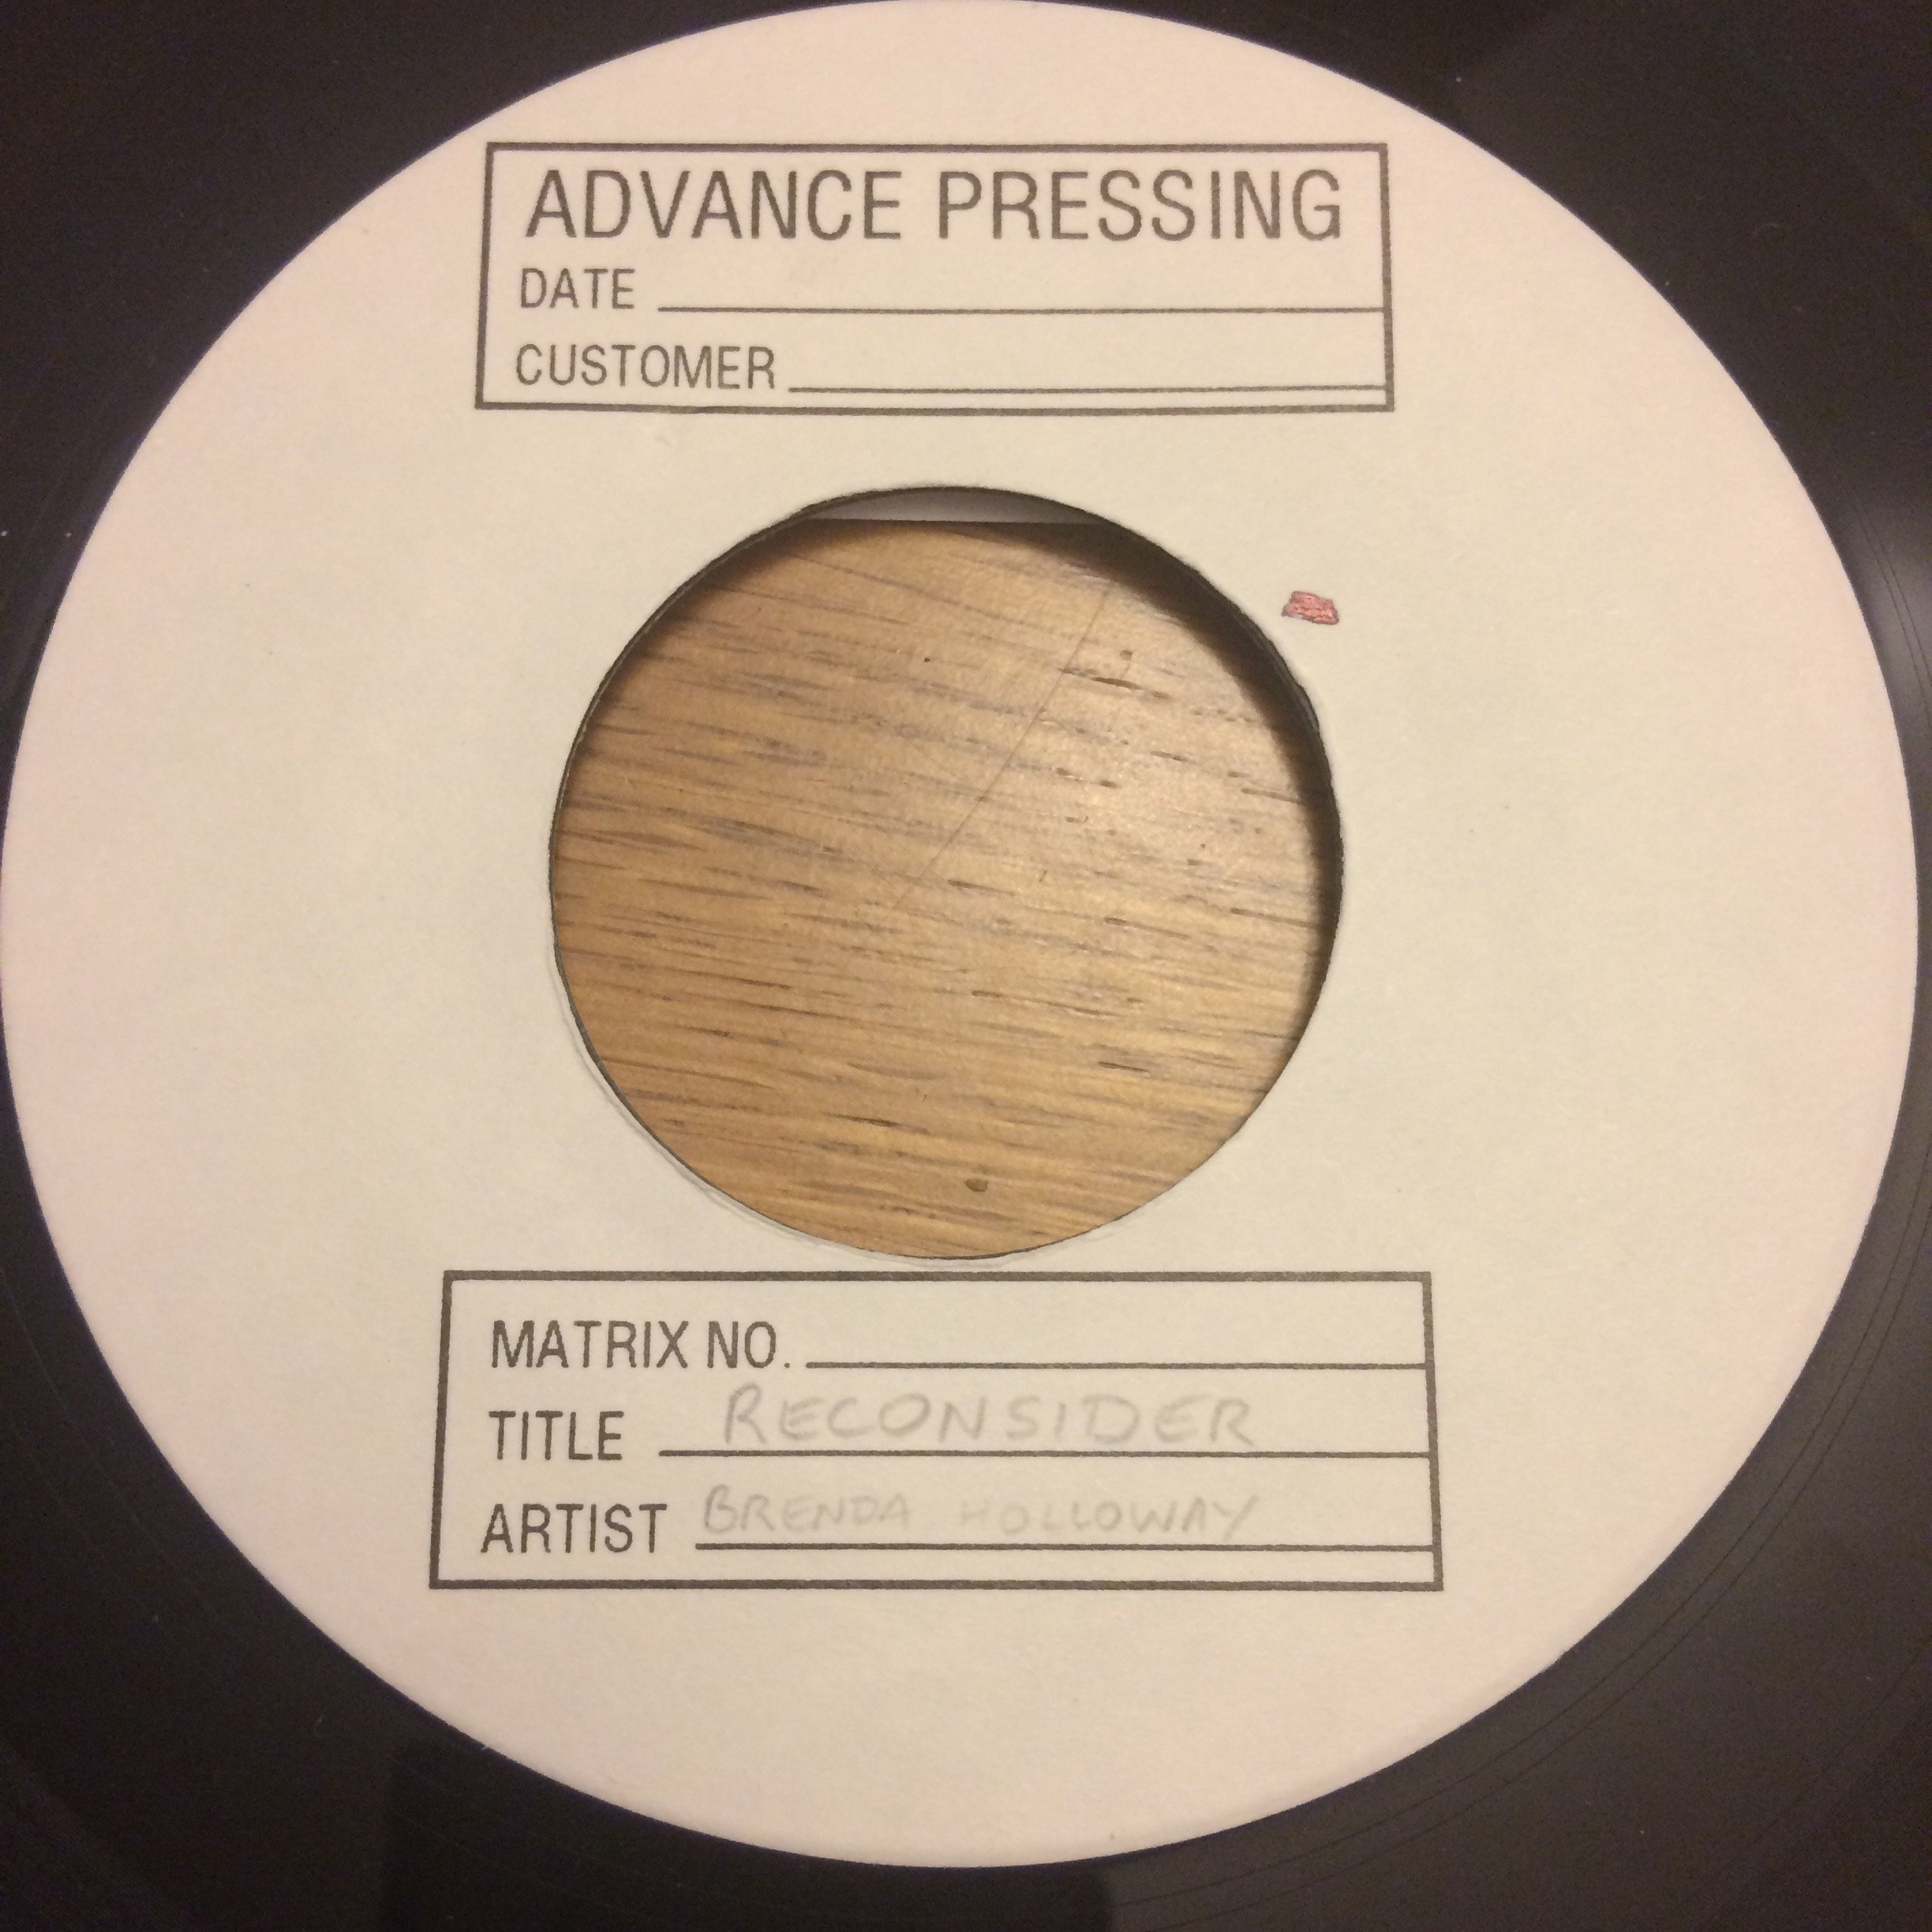 ADVANCE PRESSING
DATE
CUSTOMER
MATRIX NO.
TITLE RECONSIDER
ARTIST BRENDA HOLLOWAY